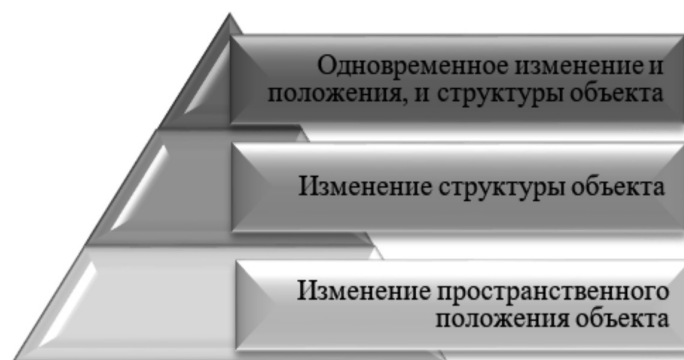 Одновременное изменение и
положения, и структуры объекта
Изменение структуры объекта
Изменение пространственного
положения объекта